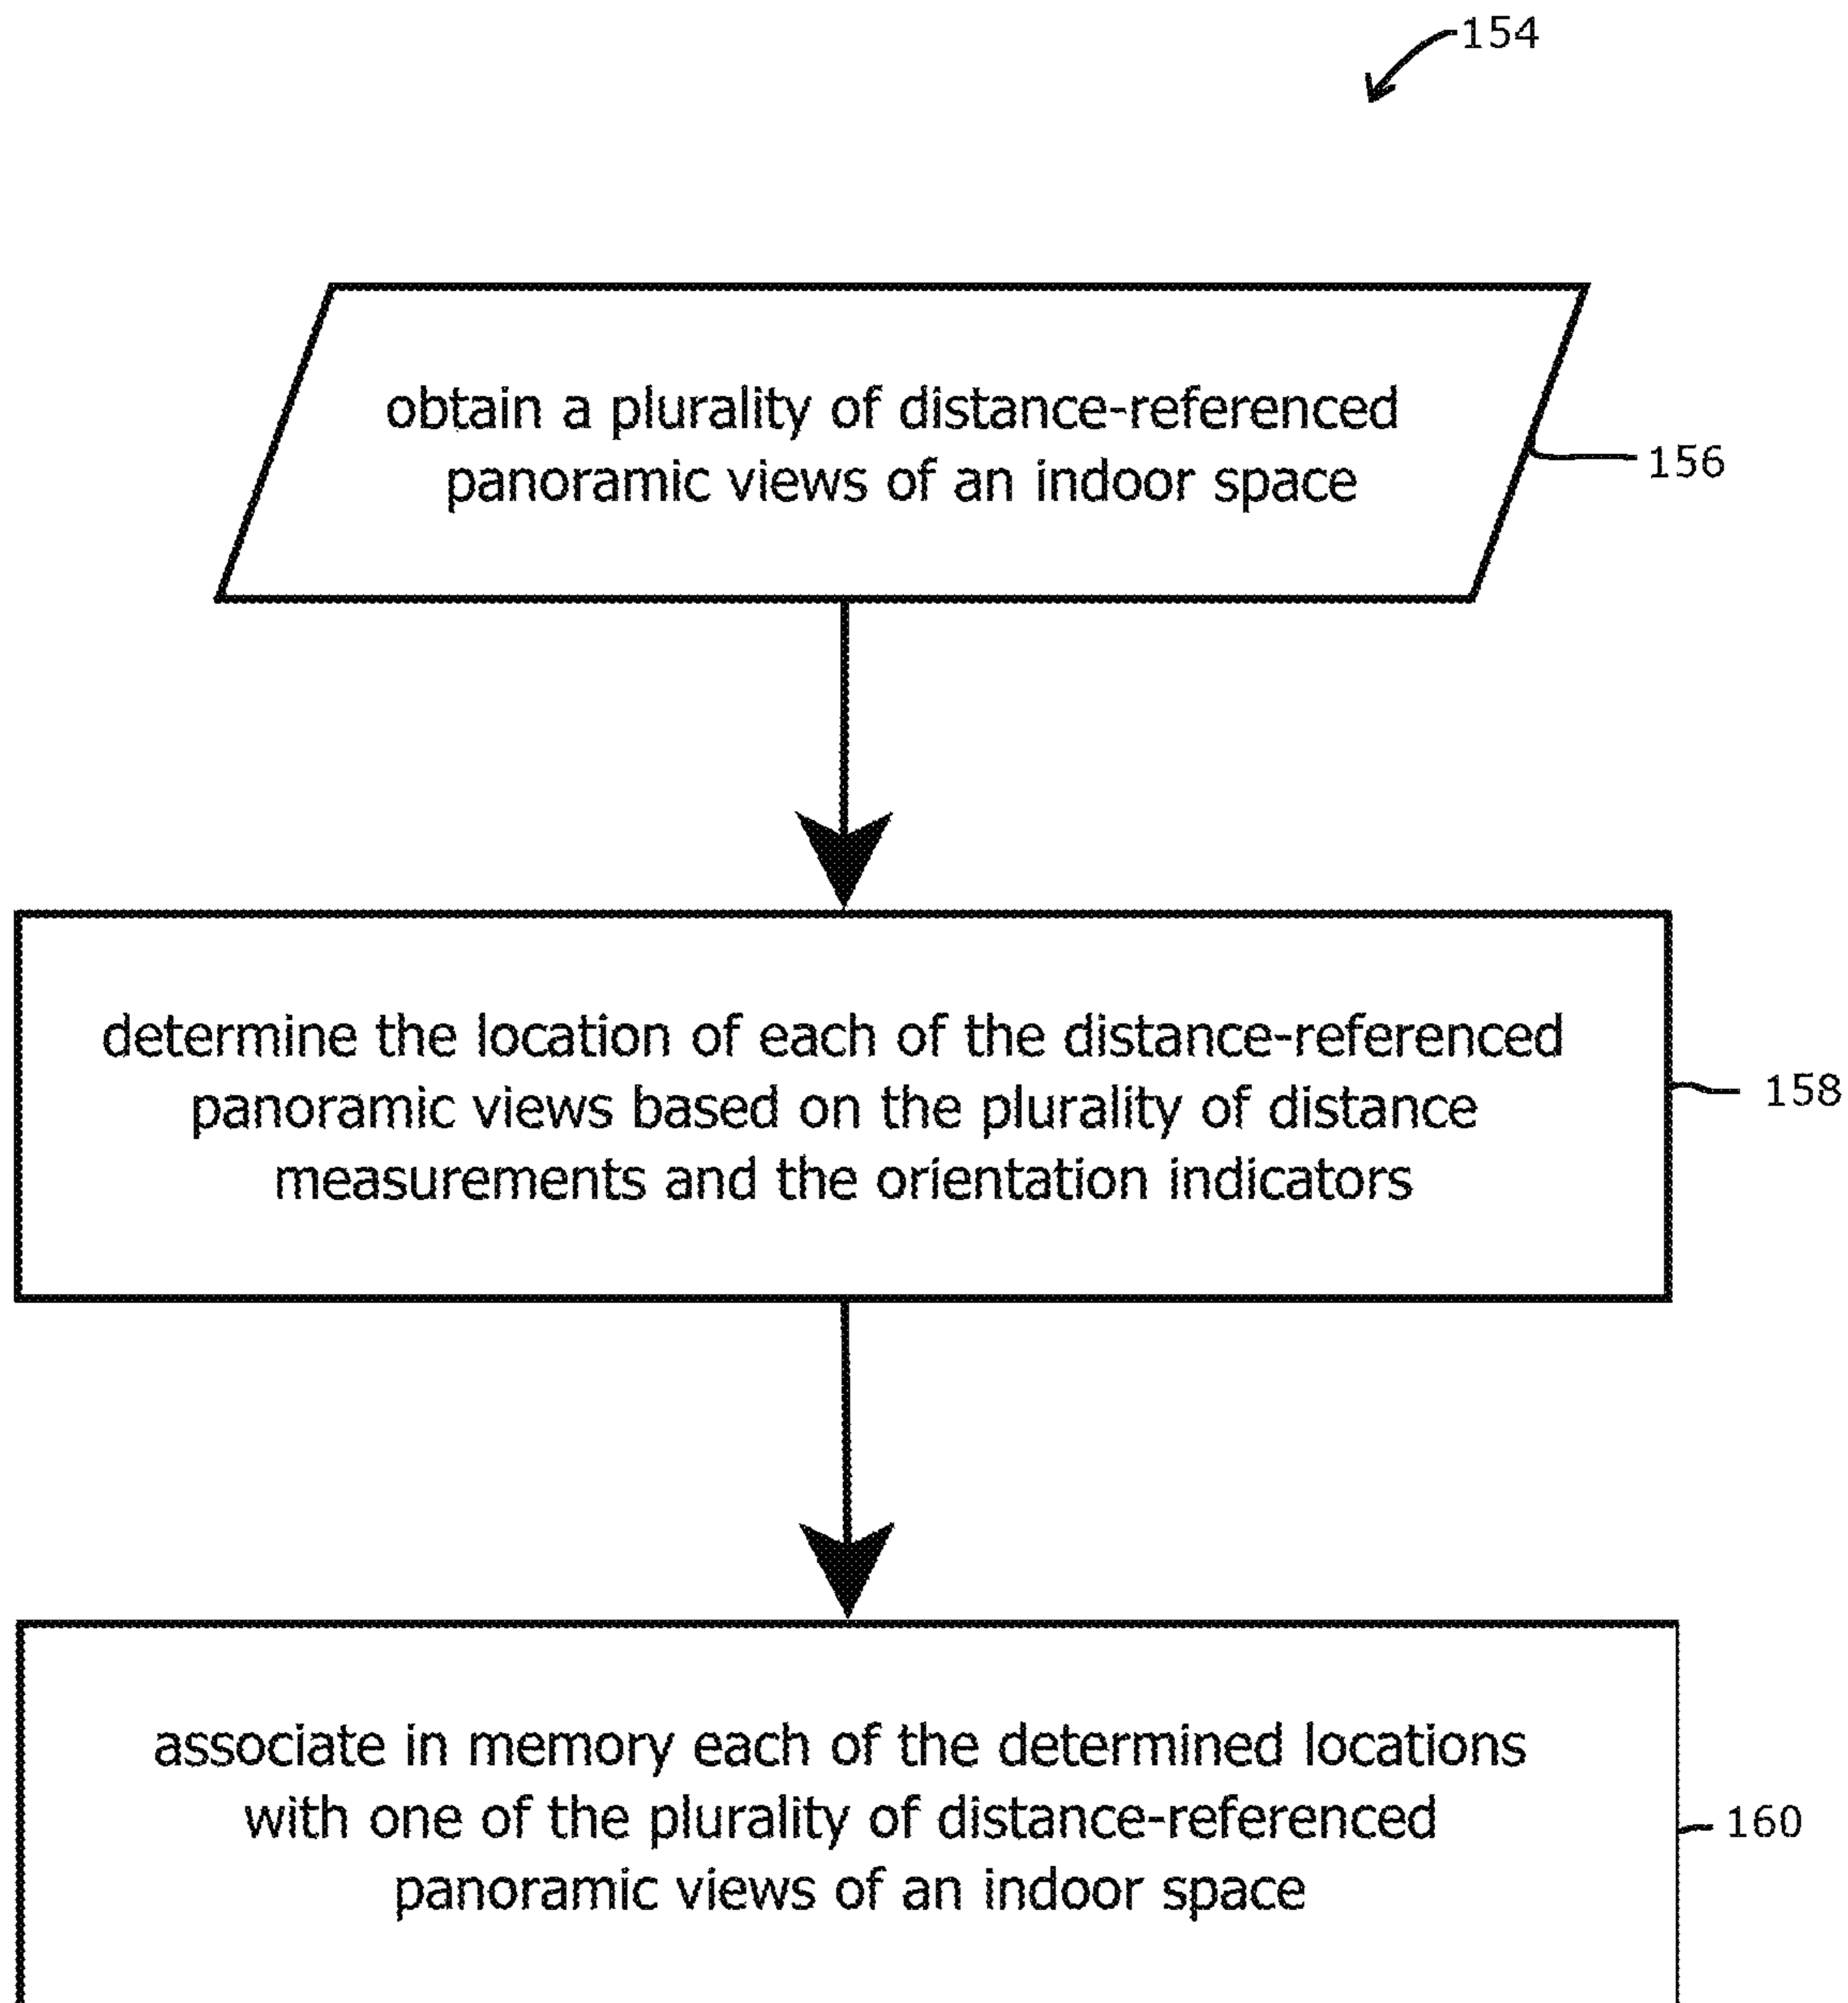 154
obtain a plurality of distance-referenced
panoramic views of an indoor space
156
determine the location of each of the distance-referenced
panoramic views based on the plurality of distance
measurements and the orientation indicators
158
associate in memory each of the determined locations
with one of the plurality of distance-referenced
panoramic views of an indoor space
160